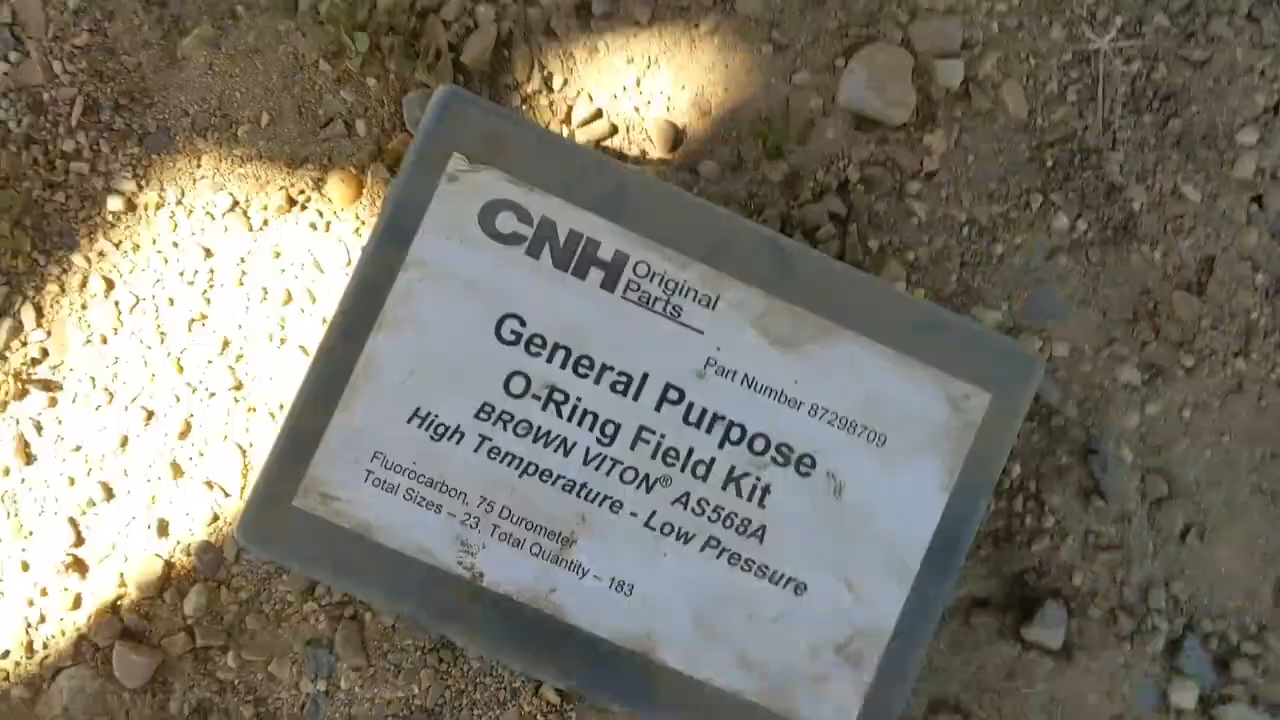 CNH Original
Parts
Part Number 87298709
General Purpose
O-Ring Field Kit
BROWN VITON® AS568A
High Temperature - Low Pressure
Fluorocarbon, 75 Durometer
Total Sizes – 23, Total Quantity – 183